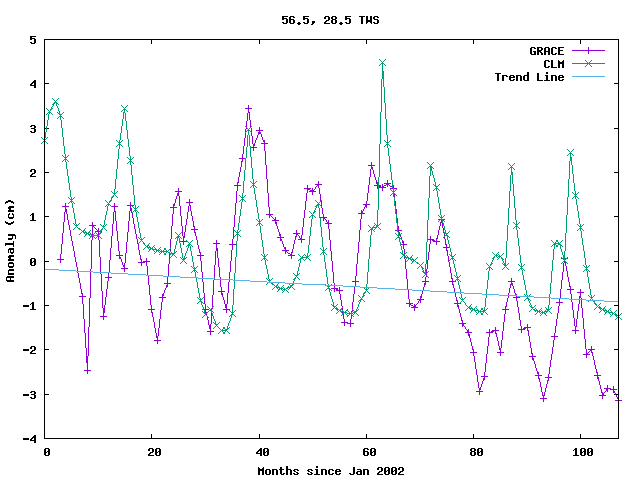 56.5, 28.5 TWS
GRACE
CLM
Trend Line
5
4
3
2
1
0
-1
-2
-3
-4
Anomaly (cm)
0 20 40 60 80 100
Months since Jan 2002